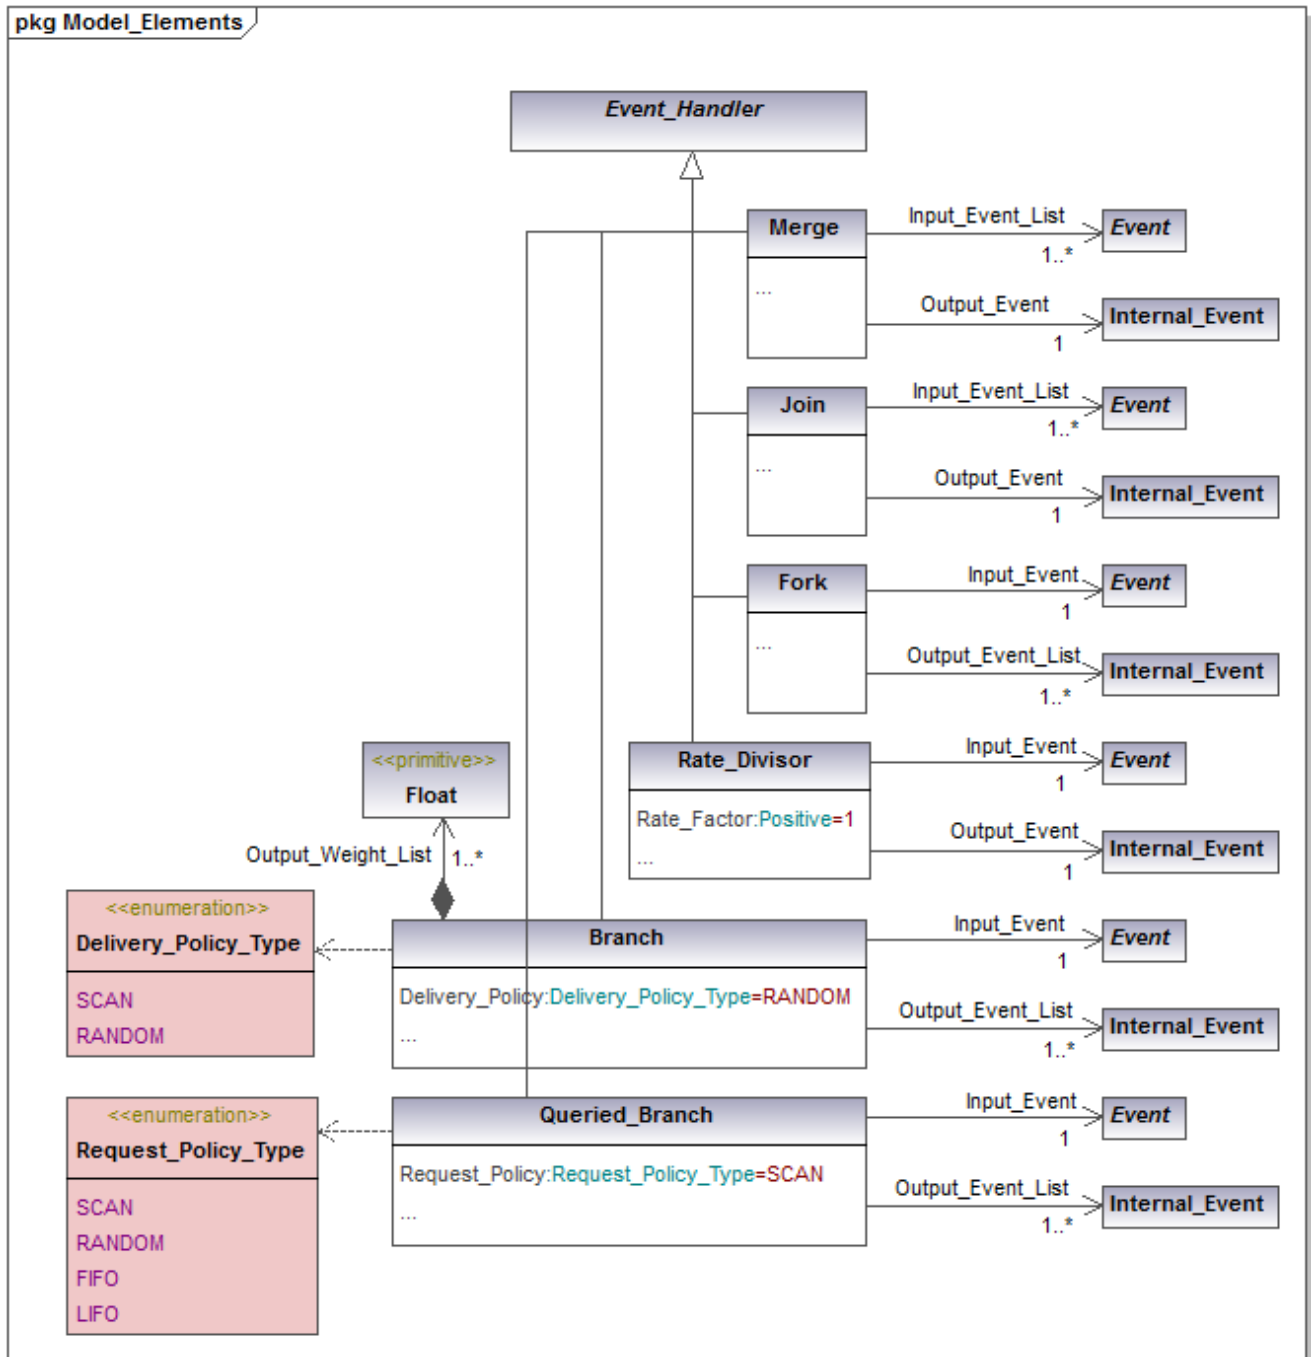 pkg Model_Elements
Event_Handler
Merge
...
Input_Event_List
1..*
Event
Output_Event
1
Internal_Event
Join
...
Input_Event_List
1..*
Event
Output_Event
1
Internal_Event
Fork
...
Input_Event
1
Event
Output_Event_List
1..*
Internal_Event
<<primitive>>
Float
Output_Weight_List
1..*
Rate_Divisor
Rate_Factor:Positive=1
...
Input_Event
1
Event
Output_Event
1
Internal_Event
<<enumeration>>
Delivery_Policy_Type
SCAN
RANDOM
Branch
Delivery_Policy:Delivery_Policy_Type=RANDOM
...
Input_Event
1
Event
Output_Event_List
1..*
Internal_Event
<<enumeration>>
Request_Policy_Type
SCAN
RANDOM
FIFO
LIFO
Queried_Branch
Request_Policy:Request_Policy_Type=SCAN
...
Input_Event
1
Event
Output_Event_List
1..*
Internal_Event